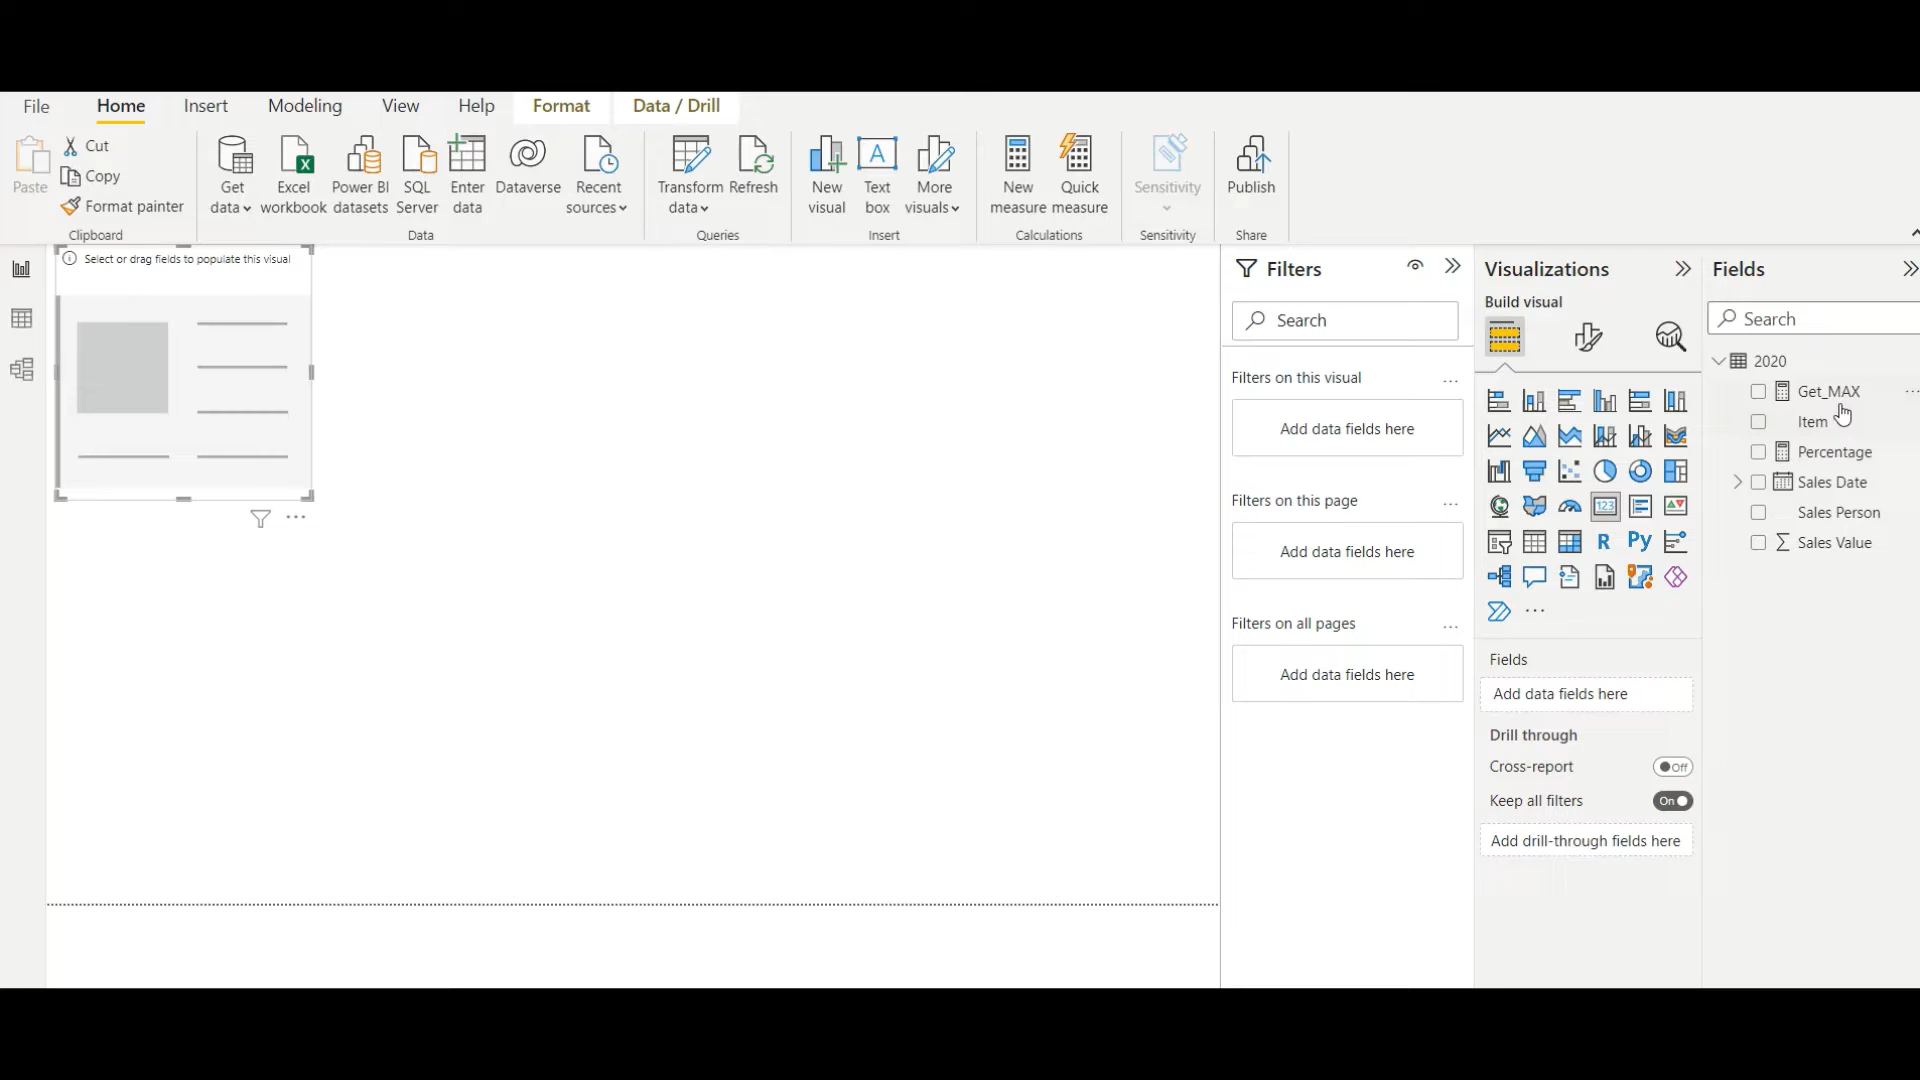 File Home Insert Modeling View Help Format Data / Drill
Paste
Cut
Copy
Format painter
Clipboard
Get data
Excel workbook
Power BI datasets
SQL Server
Enter data
Dataverse
Recent sources
Data
Transform data
Refresh
Queries
New visual
A
Text box
More visuals
Insert
New measure
Quick measure
Calculations
Sensitivity
Sensitivity
Publish
Share
Select or drag fields to populate this visual
Filters
Search
Filters on this visual
Add data fields here
Filters on this page
Add data fields here
Filters on all pages
Add data fields here
Visualizations
Build visual
123
R
Py
Fields
Add data fields here
Drill through
Cross-report
Off
Keep all filters
On
Add drill-through fields here
Fields
Search
2020
Get_MAX
Item
Percentage
Sales Date
Sales Person
Σ Sales Value